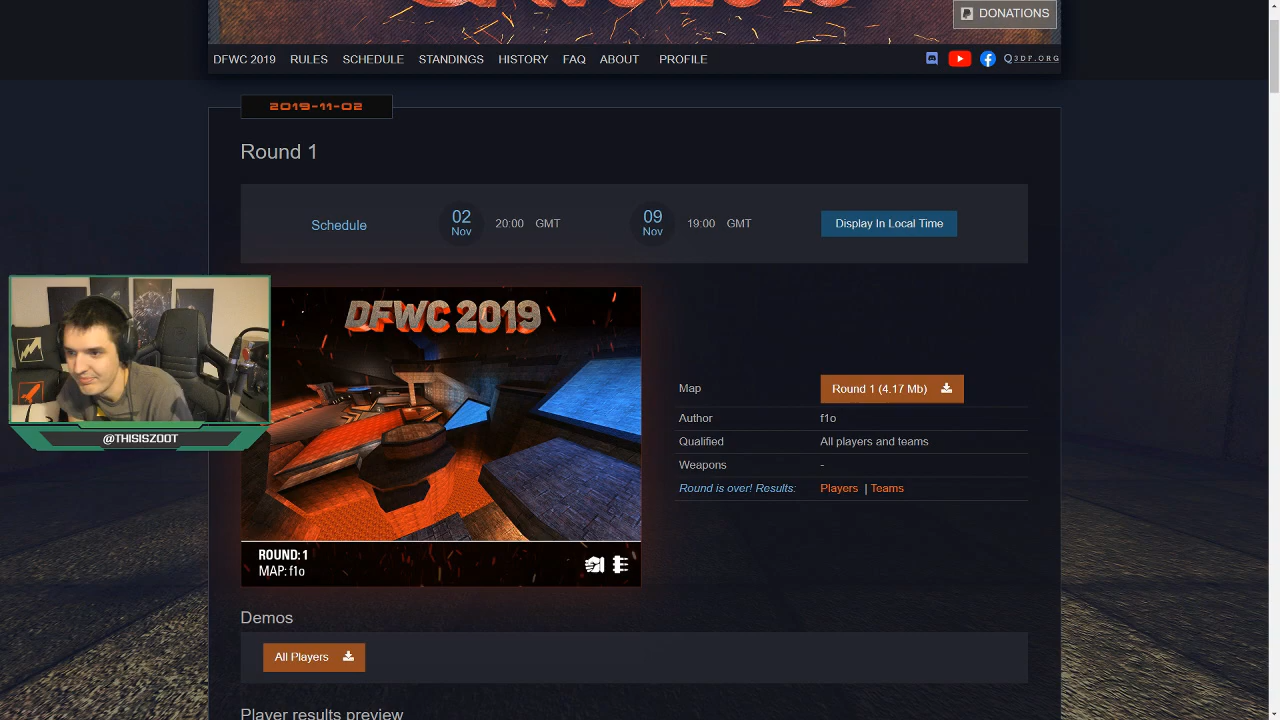 DONATIONS
DFWC 2019 RULES SCHEDULE STANDINGS HISTORY FAQ ABOUT PROFILE Q3DF.ORG
2019-11-02
Round 1
Schedule 02 Nov 20:00 GMT 09 Nov 19:00 GMT Display In Local Time
DFWC 2019
Map Round 1 (4.17 Mb)
Author f1o
Qualified All players and teams
Weapons -
Round is over! Results: Players | Teams
@THISISZOOT
ROUND: 1
MAP: f1o
Demos
All Players
Player results preview